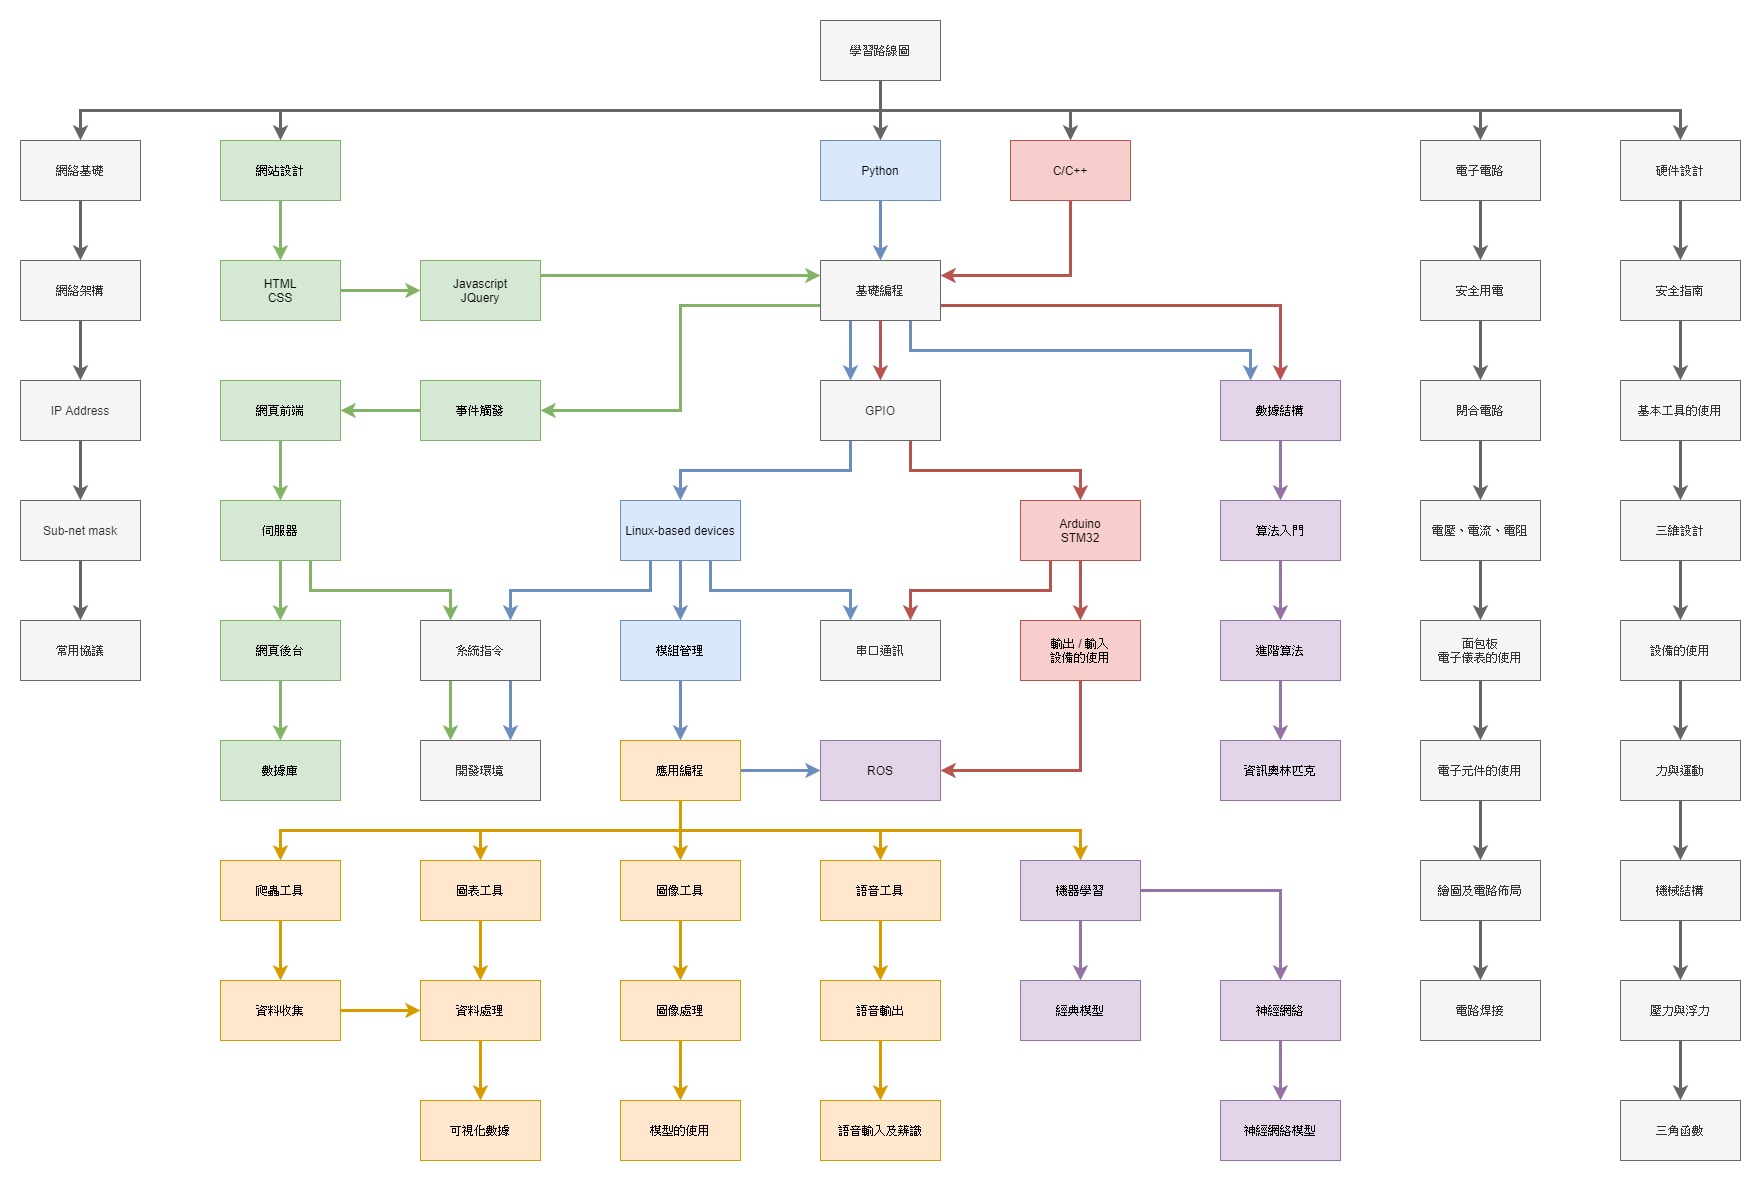 學習路線圖
網絡基礎
網站設計
Python
C/C++
電子電路
硬件設計
網絡架構
HTML
CSS
Javascript
JQuery
基礎編程
安全用電
安全指南
IP Address
網頁前端
事件觸發
GPIO
數據結構
閉合電路
基本工具的使用
Sub-net mask
伺服器
Linux-based devices
Arduino
STM32
算法入門
電壓、電流、電阻
三維設計
常用協議
網頁後台
系統指令
模組管理
串口通訊
輸出 / 輸入
設備的使用
進階算法
面包板
電子儀表的使用
設備的使用
數據庫
開發環境
應用編程
ROS
資訊奧林匹克
電子元件的使用
力與運動
爬蟲工具
圖表工具
圖像工具
語音工具
機器學習
繪圖及電路佈局
機械結構
資料收集
資料處理
圖像處理
語音輸出
經典模型
神經網絡
電路焊接
壓力與浮力
可視化數據
模型的使用
語音輸入及辨識
神經網絡模型
三角函數